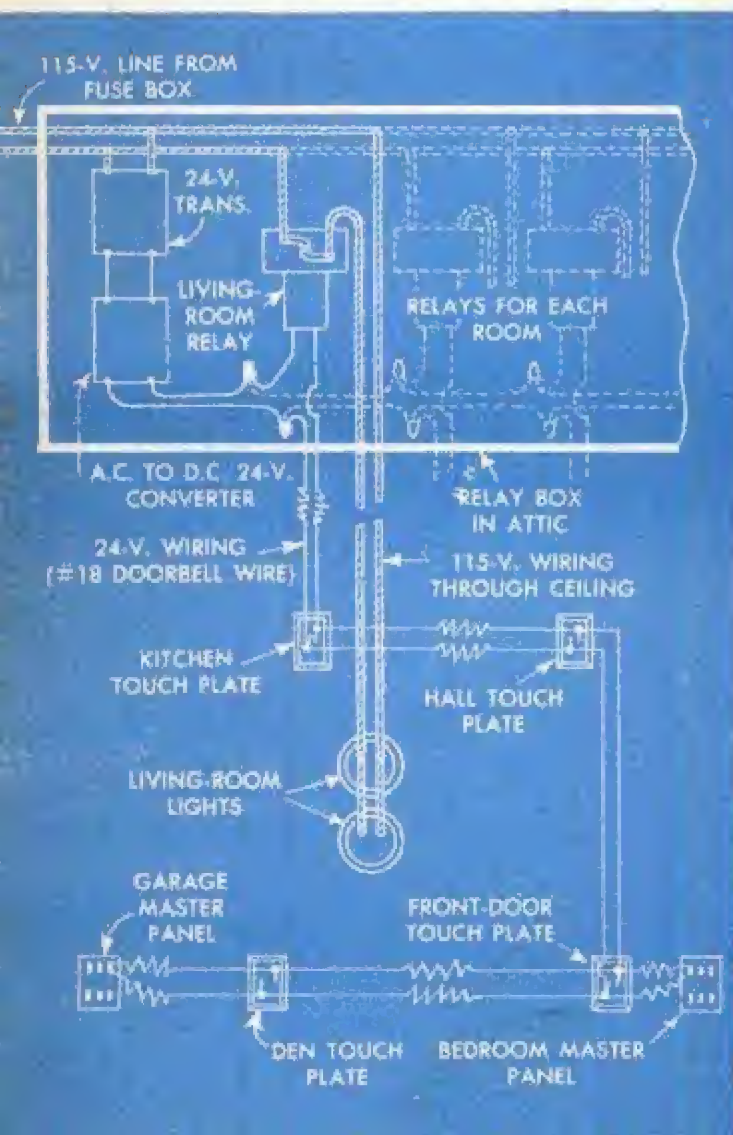 115-V. LINE FROM
FUSE BOX
24-V.
TRANS.
LIVING-
ROOM
RELAY
RELAYS FOR EACH
ROOM
A.C. TO D.C. 24-V.
CONVERTER
RELAY BOX
IN ATTIC
24-V. WIRING
(#18 DOORBELL WIRE)
115-V. WIRING
THROUGH CEILING
KITCHEN
TOUCH PLATE
HALL TOUCH
PLATE
LIVING-ROOM
LIGHTS
GARAGE
MASTER
PANEL
FRONT-DOOR
TOUCH PLATE
DEN TOUCH
PLATE
BEDROOM MASTER
PANEL